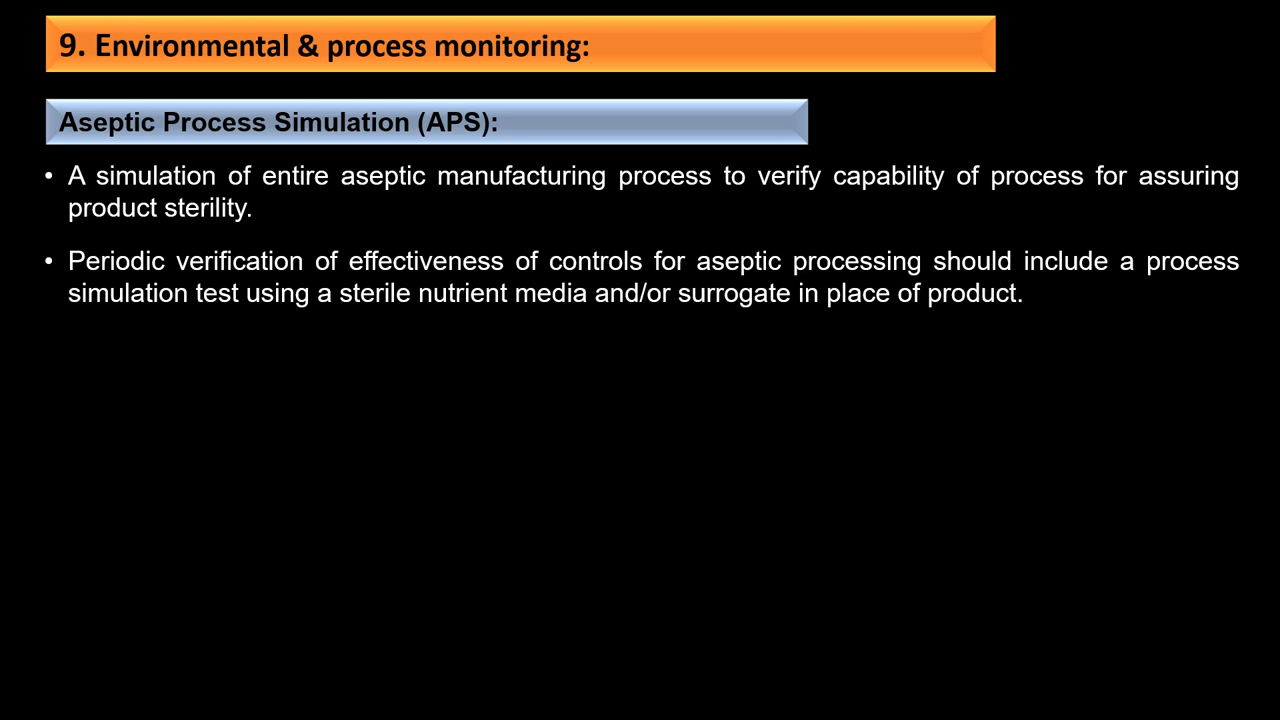 9. Environmental & process monitoring:
Aseptic Process Simulation (APS):
• A simulation of entire aseptic manufacturing process to verify capability of process for assuring
product sterility.
• Periodic verification of effectiveness of controls for aseptic processing should include a process
simulation test using a sterile nutrient media and/or surrogate in place of product.